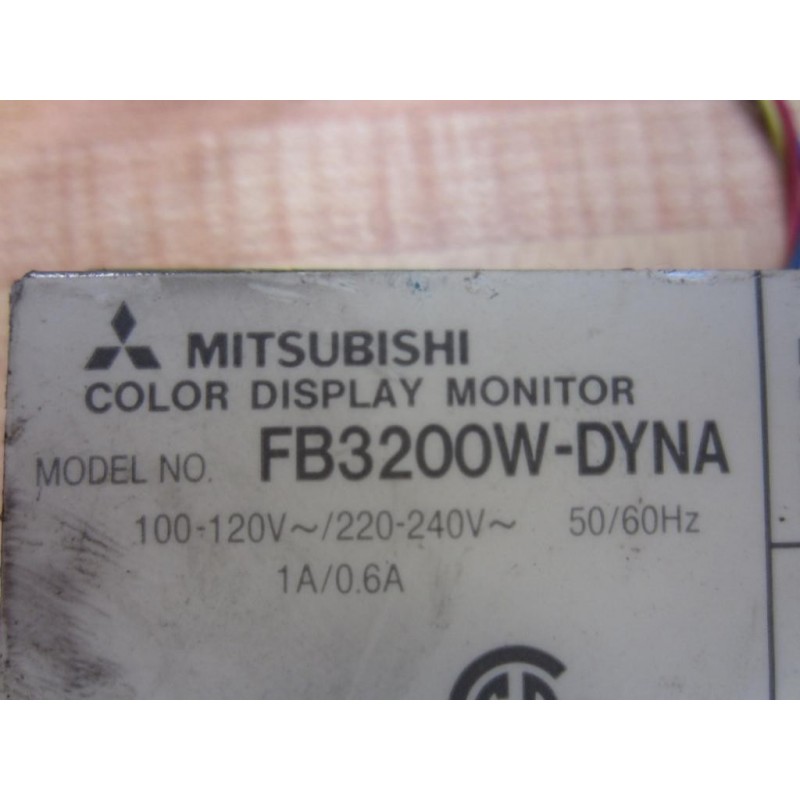 MITSUBISHI
COLOR DISPLAY MONITOR
MODEL NO. FB3200W-DYNA
100-120V~/220-240V~ 50/60Hz
1A/0.6A